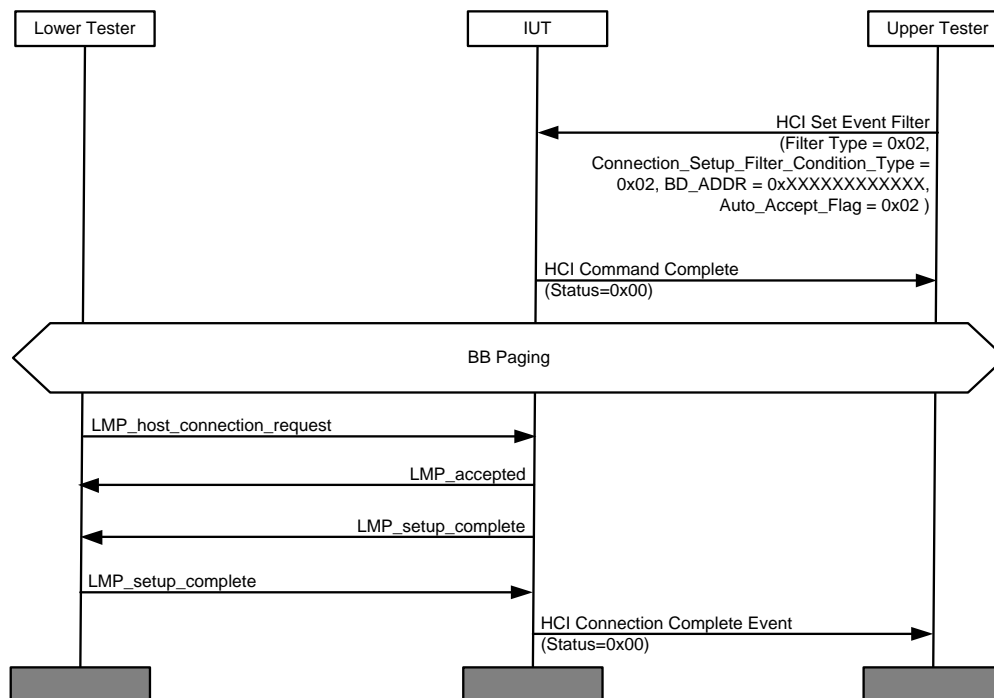 Lower Tester
IUT
Upper Tester
HCI Set Event Filter
(Filter Type = 0x02,
Connection_Setup_Filter_Condition_Type =
0x02, BD_ADDR = 0xXXXXXXXXXXXX,
Auto_Accept_Flag = 0x02 )
HCI Command Complete
(Status=0x00)
BB Paging
LMP_host_connection_request
LMP_accepted
LMP_setup_complete
LMP_setup_complete
HCI Connection Complete Event
(Status=0x00)